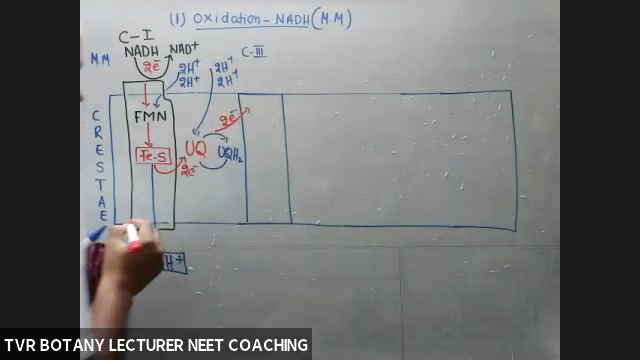 (1) Oxidation-NADH(M.M)
C-I
C-III
M M
NADH
NAD+
2e-
2H+
2H+
2H+
2H+
FMN
2e-
CRESTAE
Fe-S
UQ
UQH2
2e-
H+
TVR BOTANY LECTURER NEET COACHING